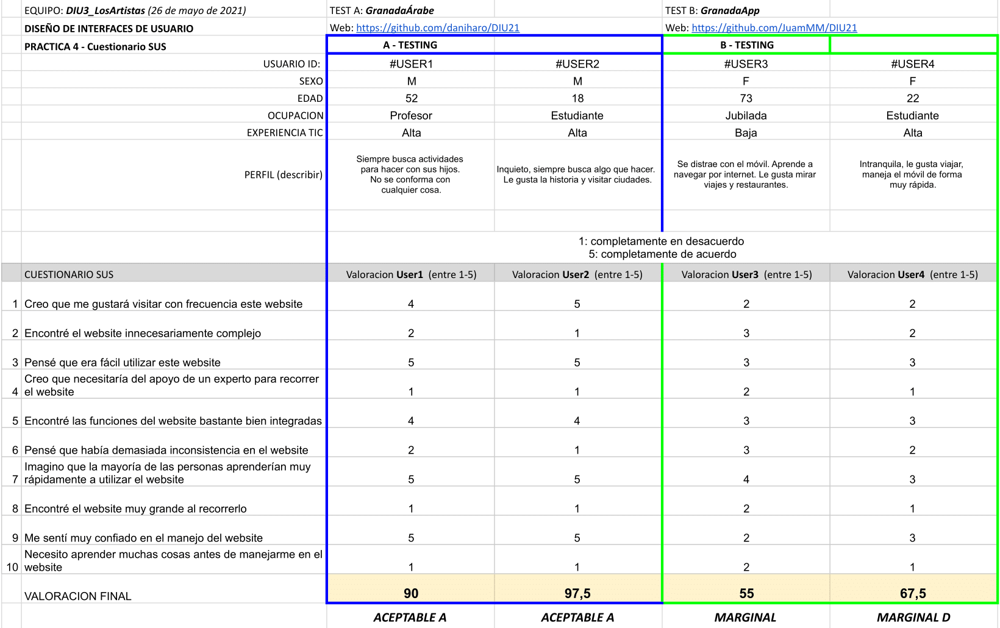 EQUIPO: DIU3_LosArtistas (26 de mayo de 2021) TEST A: GranadaÁrabe TEST B: GranadaApp
DISEÑO DE INTERFACES DE USUARIO Web: https://github.com/daniharo/DIU21 Web: https://github.com/JuamMM/DIU21
PRACTICA 4 - Cuestionario SUS A - TESTING B - TESTING
USUARIO ID: #USER1 #USER2 #USER3 #USER4
SEXO M M F F
EDAD 52 18 73 22
OCUPACION Profesor Estudiante Jubilada Estudiante
EXPERIENCIA TIC Alta Alta Baja Alta
PERFIL (describir)
Siempre busca actividades
para hacer con sus hijos.
No se conforma con
cualquier cosa.
Inquieto, siempre busca algo que hacer.
Le gusta la historia y visitar ciudades.
Se distrae con el móvil. Aprende a
navegar por internet. Le gusta mirar
viajes y restaurantes.
Intranquila, le gusta viajar,
maneja el móvil de forma
muy rápida.
1: completamente en desacuerdo
5: completamente de acuerdo
CUESTIONARIO SUS Valoracion User1 (entre 1-5) Valoracion User2 (entre 1-5) Valoracion User3 (entre 1-5) Valoracion User4 (entre 1-5)
1 Creo que me gustará visitar con frecuencia este website 4 5 2 2
2 Encontré el website innecesariamente complejo 2 1 3 2
3 Pensé que era fácil utilizar este website 5 5 3 3
Creo que necesitaría del apoyo de un experto para recorrer
4 el website 1 1 2 1
5 Encontré las funciones del website bastante bien integradas 4 4 3 3
6 Pensé que había demasiada inconsistencia en el website 2 1 3 2
Imagino que la mayoría de las personas aprenderían muy
7 rápidamente a utilizar el website 5 5 4 3
8 Encontré el website muy grande al recorrerlo 1 1 2 1
9 Me sentí muy confiado en el manejo del website 5 5 2 3
Necesito aprender muchas cosas antes de manejarme en el
10 website 1 1 2 1
VALORACION FINAL 90 97,5 55 67,5
ACEPTABLE A ACEPTABLE A MARGINAL MARGINAL D